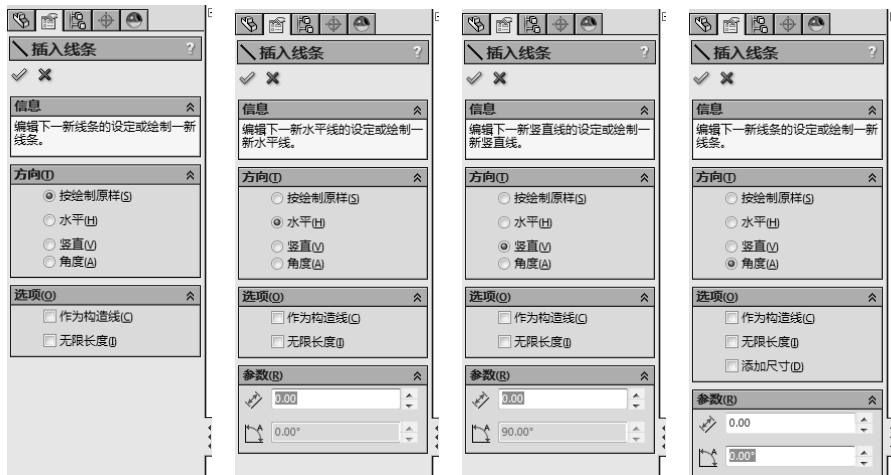 插入线条 ?
信息
编辑下一新线条的设定或绘制一新
线条。
方向(T)
按绘制原样(S)
水平(H)
竖直(V)
角度(A)
选项(O)
作为构造线(C)
无限长度(I)
插入线条 ?
信息
编辑下一新水平线的设定或绘制一
新水平线。
方向(T)
按绘制原样(S)
水平(H)
竖直(V)
角度(A)
选项(O)
作为构造线(C)
无限长度(I)
参数(R)
0.00
0.00°
插入线条 ?
信息
编辑下一新竖直线的设定或绘制一
新竖直线。
方向(T)
按绘制原样(S)
水平(H)
竖直(V)
角度(A)
选项(O)
作为构造线(C)
无限长度(I)
参数(R)
0.00
90.00°
插入线条 ?
信息
编辑下一新线条的设定或绘制一新
线条。
方向(T)
按绘制原样(S)
水平(H)
竖直(V)
角度(A)
选项(O)
作为构造线(C)
无限长度(I)
添加尺寸(D)
参数(R)
0.00
0.00°